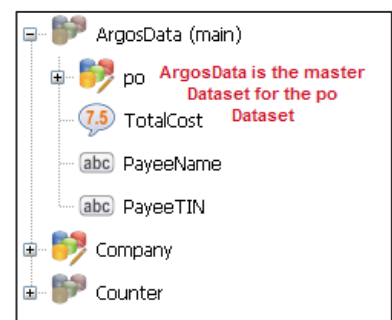 ArgosData (main)
po
ArgosData is the master
Dataset for the po
Dataset
7.5 TotalCost
abc PayeeName
abc PayeeTIN
Company
Counter